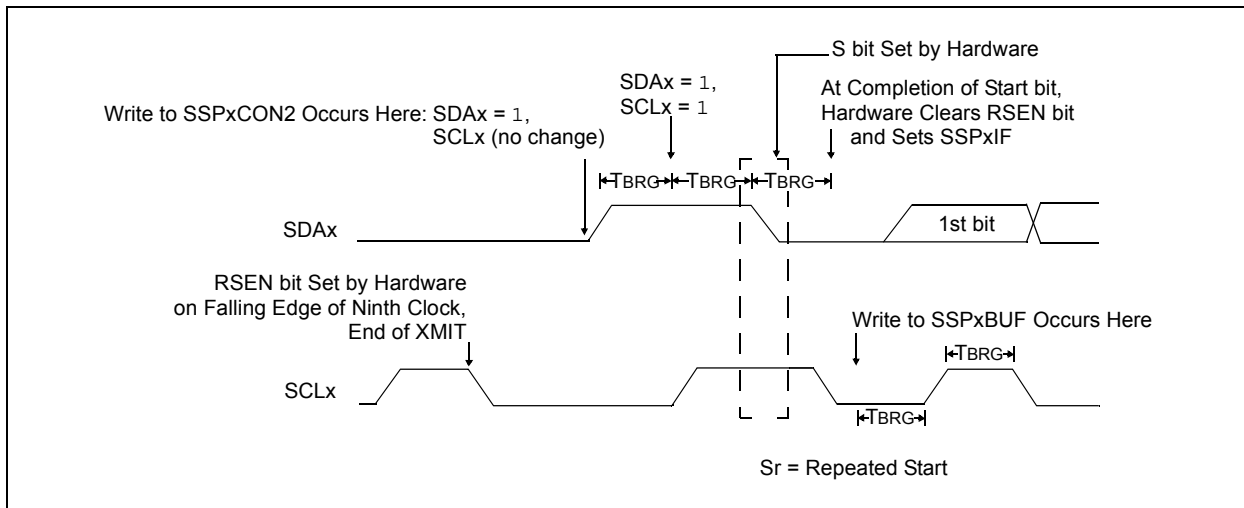 S bit Set by Hardware
SDAx = 1,
SCLx = 1
At Completion of Start bit,
Hardware Clears RSEN bit
and Sets SSPxIF
Write to SSPxCON2 Occurs Here: SDAx = 1,
SCLx (no change)
TBRG
TBRG
TBRG
SDAx
1st bit
RSEN bit Set by Hardware
on Falling Edge of Ninth Clock,
End of XMIT
Write to SSPxBUF Occurs Here
TBRG
SCLx
TBRG
Sr = Repeated Start